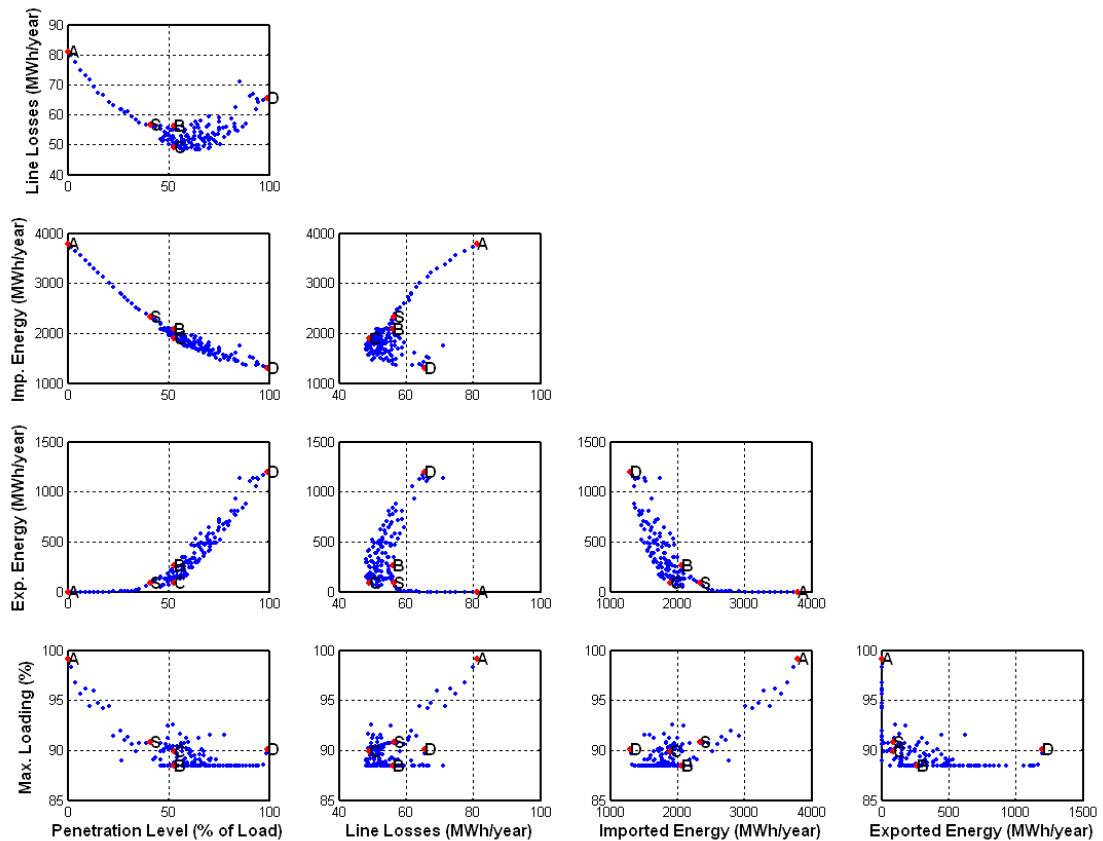 Line Losses (MWh/year)
90
80
70
60
50
40
0
50
100
A
S
B
C
D
Imp. Energy (MWh/year)
4000
3000
2000
1000
0
50
100
A
S
B
C
D
40
60
80
100
4000
3000
2000
1000
A
S
B
C
D
Exp. Energy (MWh/year)
1500
1000
500
0
0
50
100
A
S
B
C
D
1500
1000
500
0
40
60
80
100
A
S
B
C
D
1500
1000
500
0
1000
2000
3000
4000
A
S
B
C
D
Max. Loading (%)
100
95
90
85
0
50
100
A
S
B
C
D
Penetration Level (% of Load)
100
95
90
85
40
60
80
100
A
S
B
C
D
Line Losses (MWh/year)
100
95
90
85
1000
2000
3000
4000
A
S
B
C
D
Imported Energy (MWh/year)
100
95
90
85
0
500
1000
1500
A
S
B
C
D
Exported Energy (MWh/year)